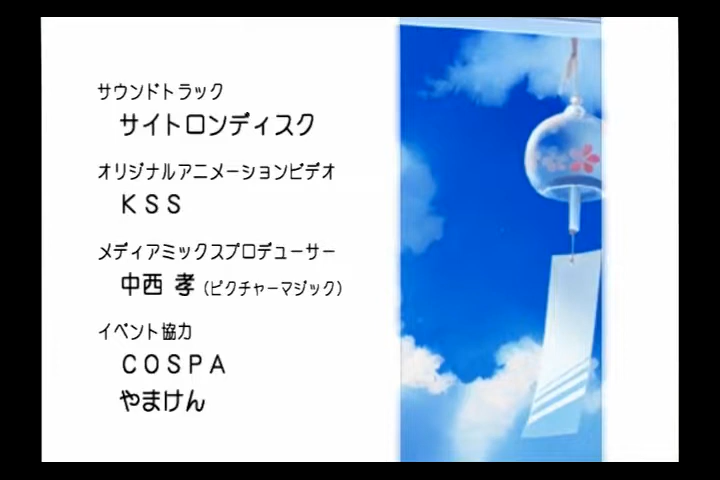 サウンドトラック
サイトロンディスク
オリジナルアニメーションビデオ
ＫＳＳ
メディアミックスプロデューサー
中西 孝（ピクチャーマジック）
イベント協力
ＣＯＳＰＡ
やまけん